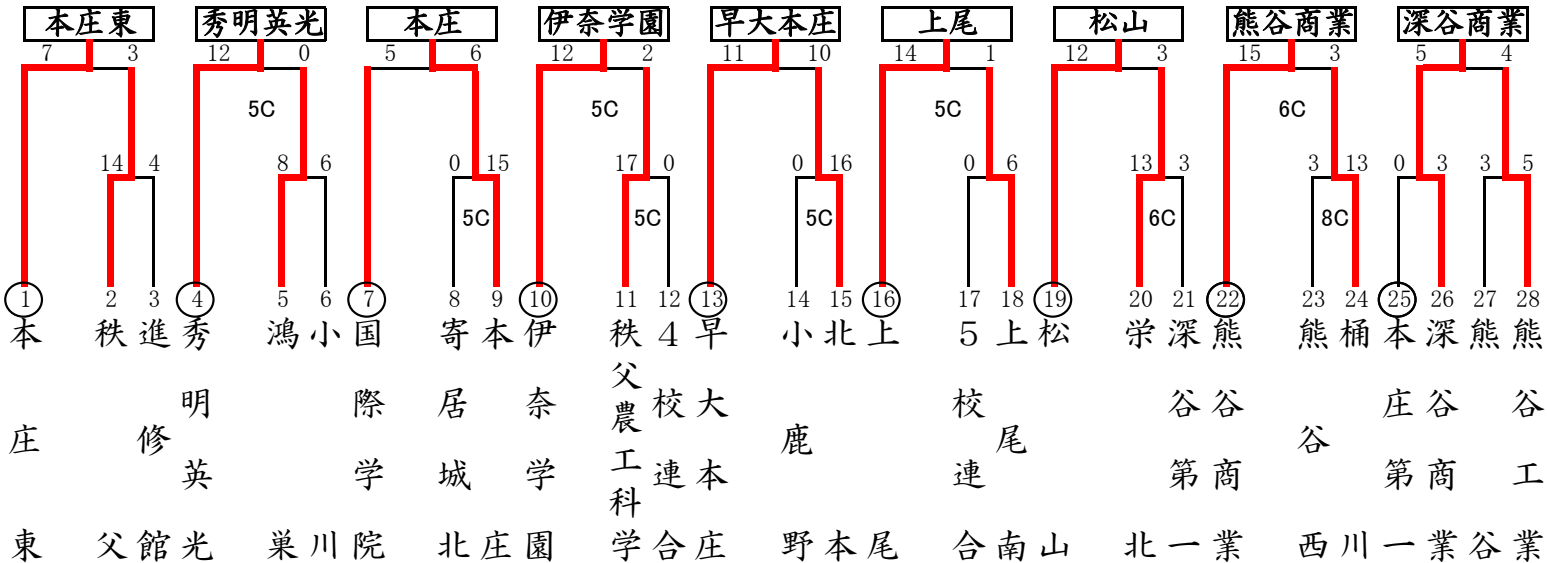 本庄東 秀明英光 本庄 伊奈学園 早大本庄 上尾 松山 熊谷商業 深谷商業
7 3 12 0 5 6 12 2 11 10 14 1 12 3 15 3 5 4
5C 5C 5C 6C
14 4 8 6 0 15 17 0 0 16 0 6 13 3 3 13 0 3 3 5
5C 5C 5C 6C 8C
1 2 3 4 5 6 7 8 9 10 11 12 13 14 15 16 17 18 19 20 21 22 23 24 25 26 27 28
本庄東
秩父
進修館
秀明英光
鴻巣
小川
国際学院
寄居城北
本庄
伊奈学園
秩父農工科学
4校連合
早大本庄
小鹿野
北本
上尾
5校連合
上尾南
松山
栄北
深谷第一
熊谷商業
熊谷西
桶川
本庄第一
深谷商業
熊谷
熊谷工業